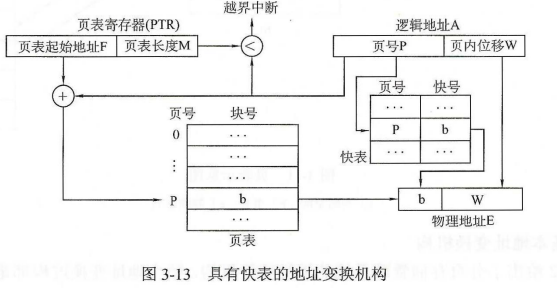 越界中断
页表寄存器(PTR)
逻辑地址A
页表起始地址F 页表长度M
<
页号P 页内位移W
+
页号 快号
页号 块号
0 ···
··· ···
P b
快表 ··· ···
⋮ ···
P b
b W
···
页表
物理地址E
图 3-13 具有快表的地址变换机构